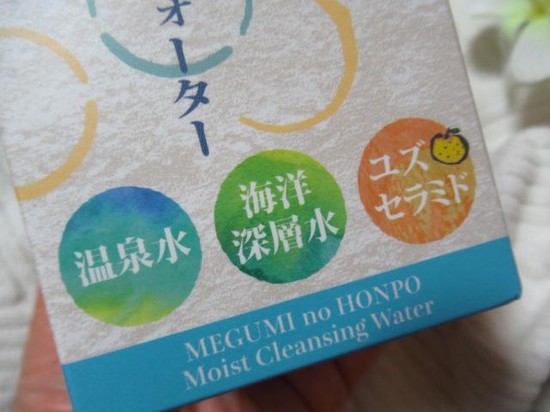 ォーター
温泉水
海洋
深層水
ユズ
セラミド
MEGUMI no HONPO
Moist Cleansing Water